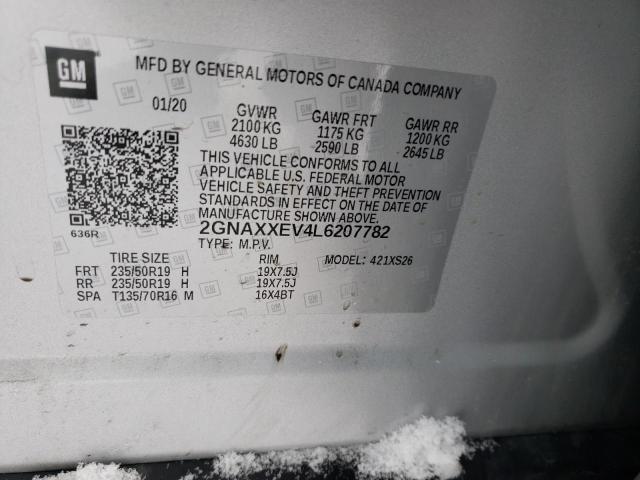 GM MFD BY GENERAL MOTORS OF CANADA COMPANY
01/20 GVWR GAWR FRT GAWR RR
2100 KG 1175 KG 1200 KG
4630 LB 2590 LB 2645 LB
THIS VEHICLE CONFORMS TO ALL
APPLICABLE U.S. FEDERAL MOTOR
VEHICLE SAFETY AND THEFT PREVENTION
STANDARDS IN EFFECT ON THE DATE OF
MANUFACTURE SHOWN ABOVE.
636R 2GNAXXEV4L6207782
TYPE: M.P.V. MODEL: 421XS26
TIRE SIZE RIM
FRT 235/50R19 H 19X7.5J
RR 235/50R19 H 19X7.5J
SPA T135/70R16 M 16X4BT